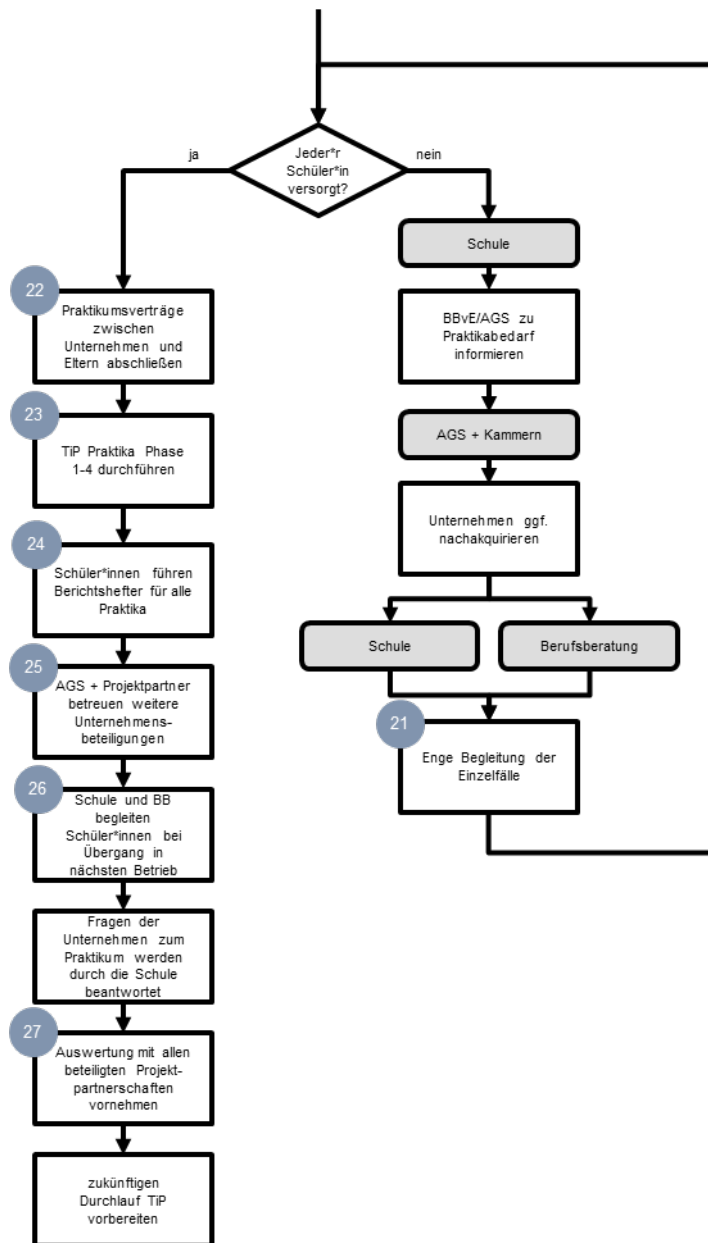 Jeder*r
Schüler*in
versorgt?
ja
nein
22
Praktikumsverträge
zwischen
Unternehmen und
Eltern abschließen
23
TiP Praktika Phase
1-4 durchführen
24
Schüler*innen führen
Berichtshefter für alle
Praktika
25
AGS + Projektpartner
betreuen weitere
Unternehmens-
beteiligungen
26
Schule und BB
begleiten
Schüler*innen bei
Übergang in
nächsten Betrieb
Fragen der
Unternehmen zum
Praktikum werden
durch die Schule
beantwortet
27
Auswertung mit allen
beteiligten Projekt-
partnerschaften
vornehmen
zukünftigen
Durchlauf TiP
vorbereiten
Schule
BBvE/AGS zu
Praktikabedarf
informieren
AGS + Kammern
Unternehmen ggf.
nachakquirieren
Schule
Berufsberatung
21
Enge Begleitung der
Einzelfälle